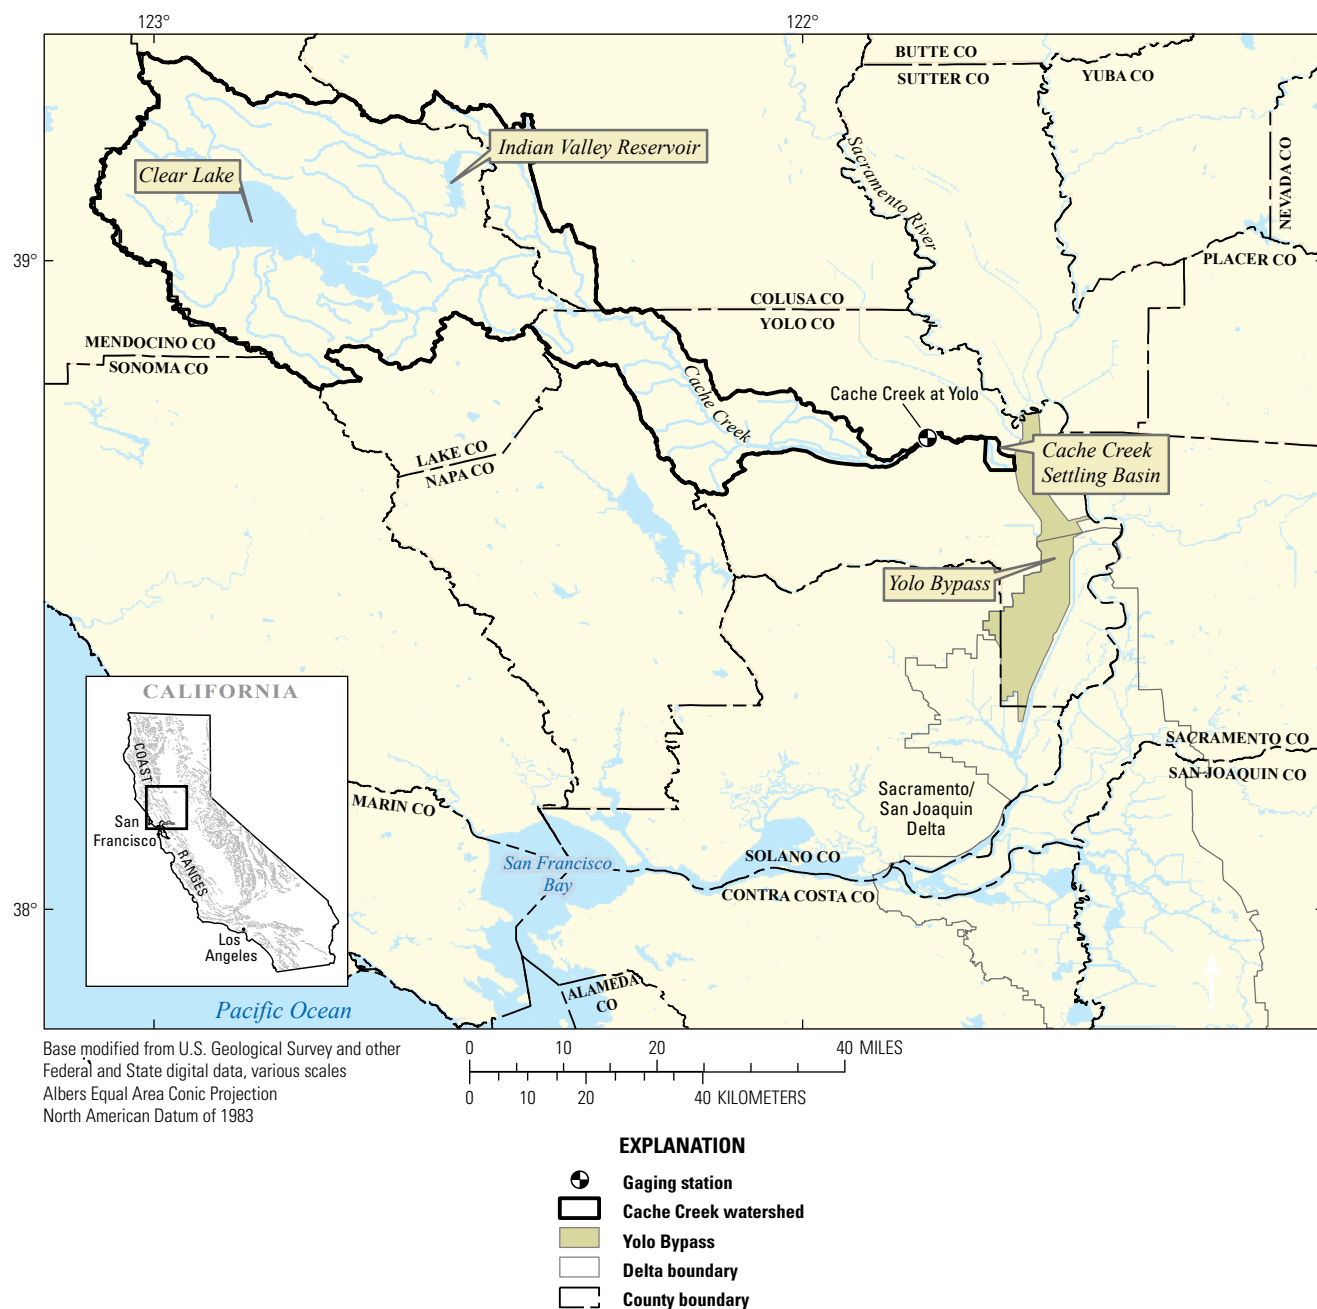 123°
122°
BUTTE CO
SUTTER CO
YUBA CO
Indian Valley Reservoir
Clear Lake
Sacramento River
NEVADA CO
39°
PLACER CO
COLUSA CO
YOLO CO
MENDOCINO CO
SONOMA CO
Cache Creek
Cache Creek at Yolo
LAKE CO
NAPA CO
Cache Creek
Settling Basin
Yolo Bypass
CALIFORNIA
COAST
RANGES
San
Francisco
Los
Angeles
MARIN CO
SACRAMENTO CO
SAN JOAQUIN CO
Sacramento/
San Joaquin
Delta
San Francisco
Bay
SOLANO CO
CONTRA COSTA CO
38°
ALAMEDA
CO
Pacific Ocean
Base modified from U.S. Geological Survey and other
Federal and State digital data, various scales
Albers Equal Area Conic Projection
North American Datum of 1983
0 10 20 40 MILES
0 10 20 40 KILOMETERS
EXPLANATION
Gaging station
Cache Creek watershed
Yolo Bypass
Delta boundary
County boundary